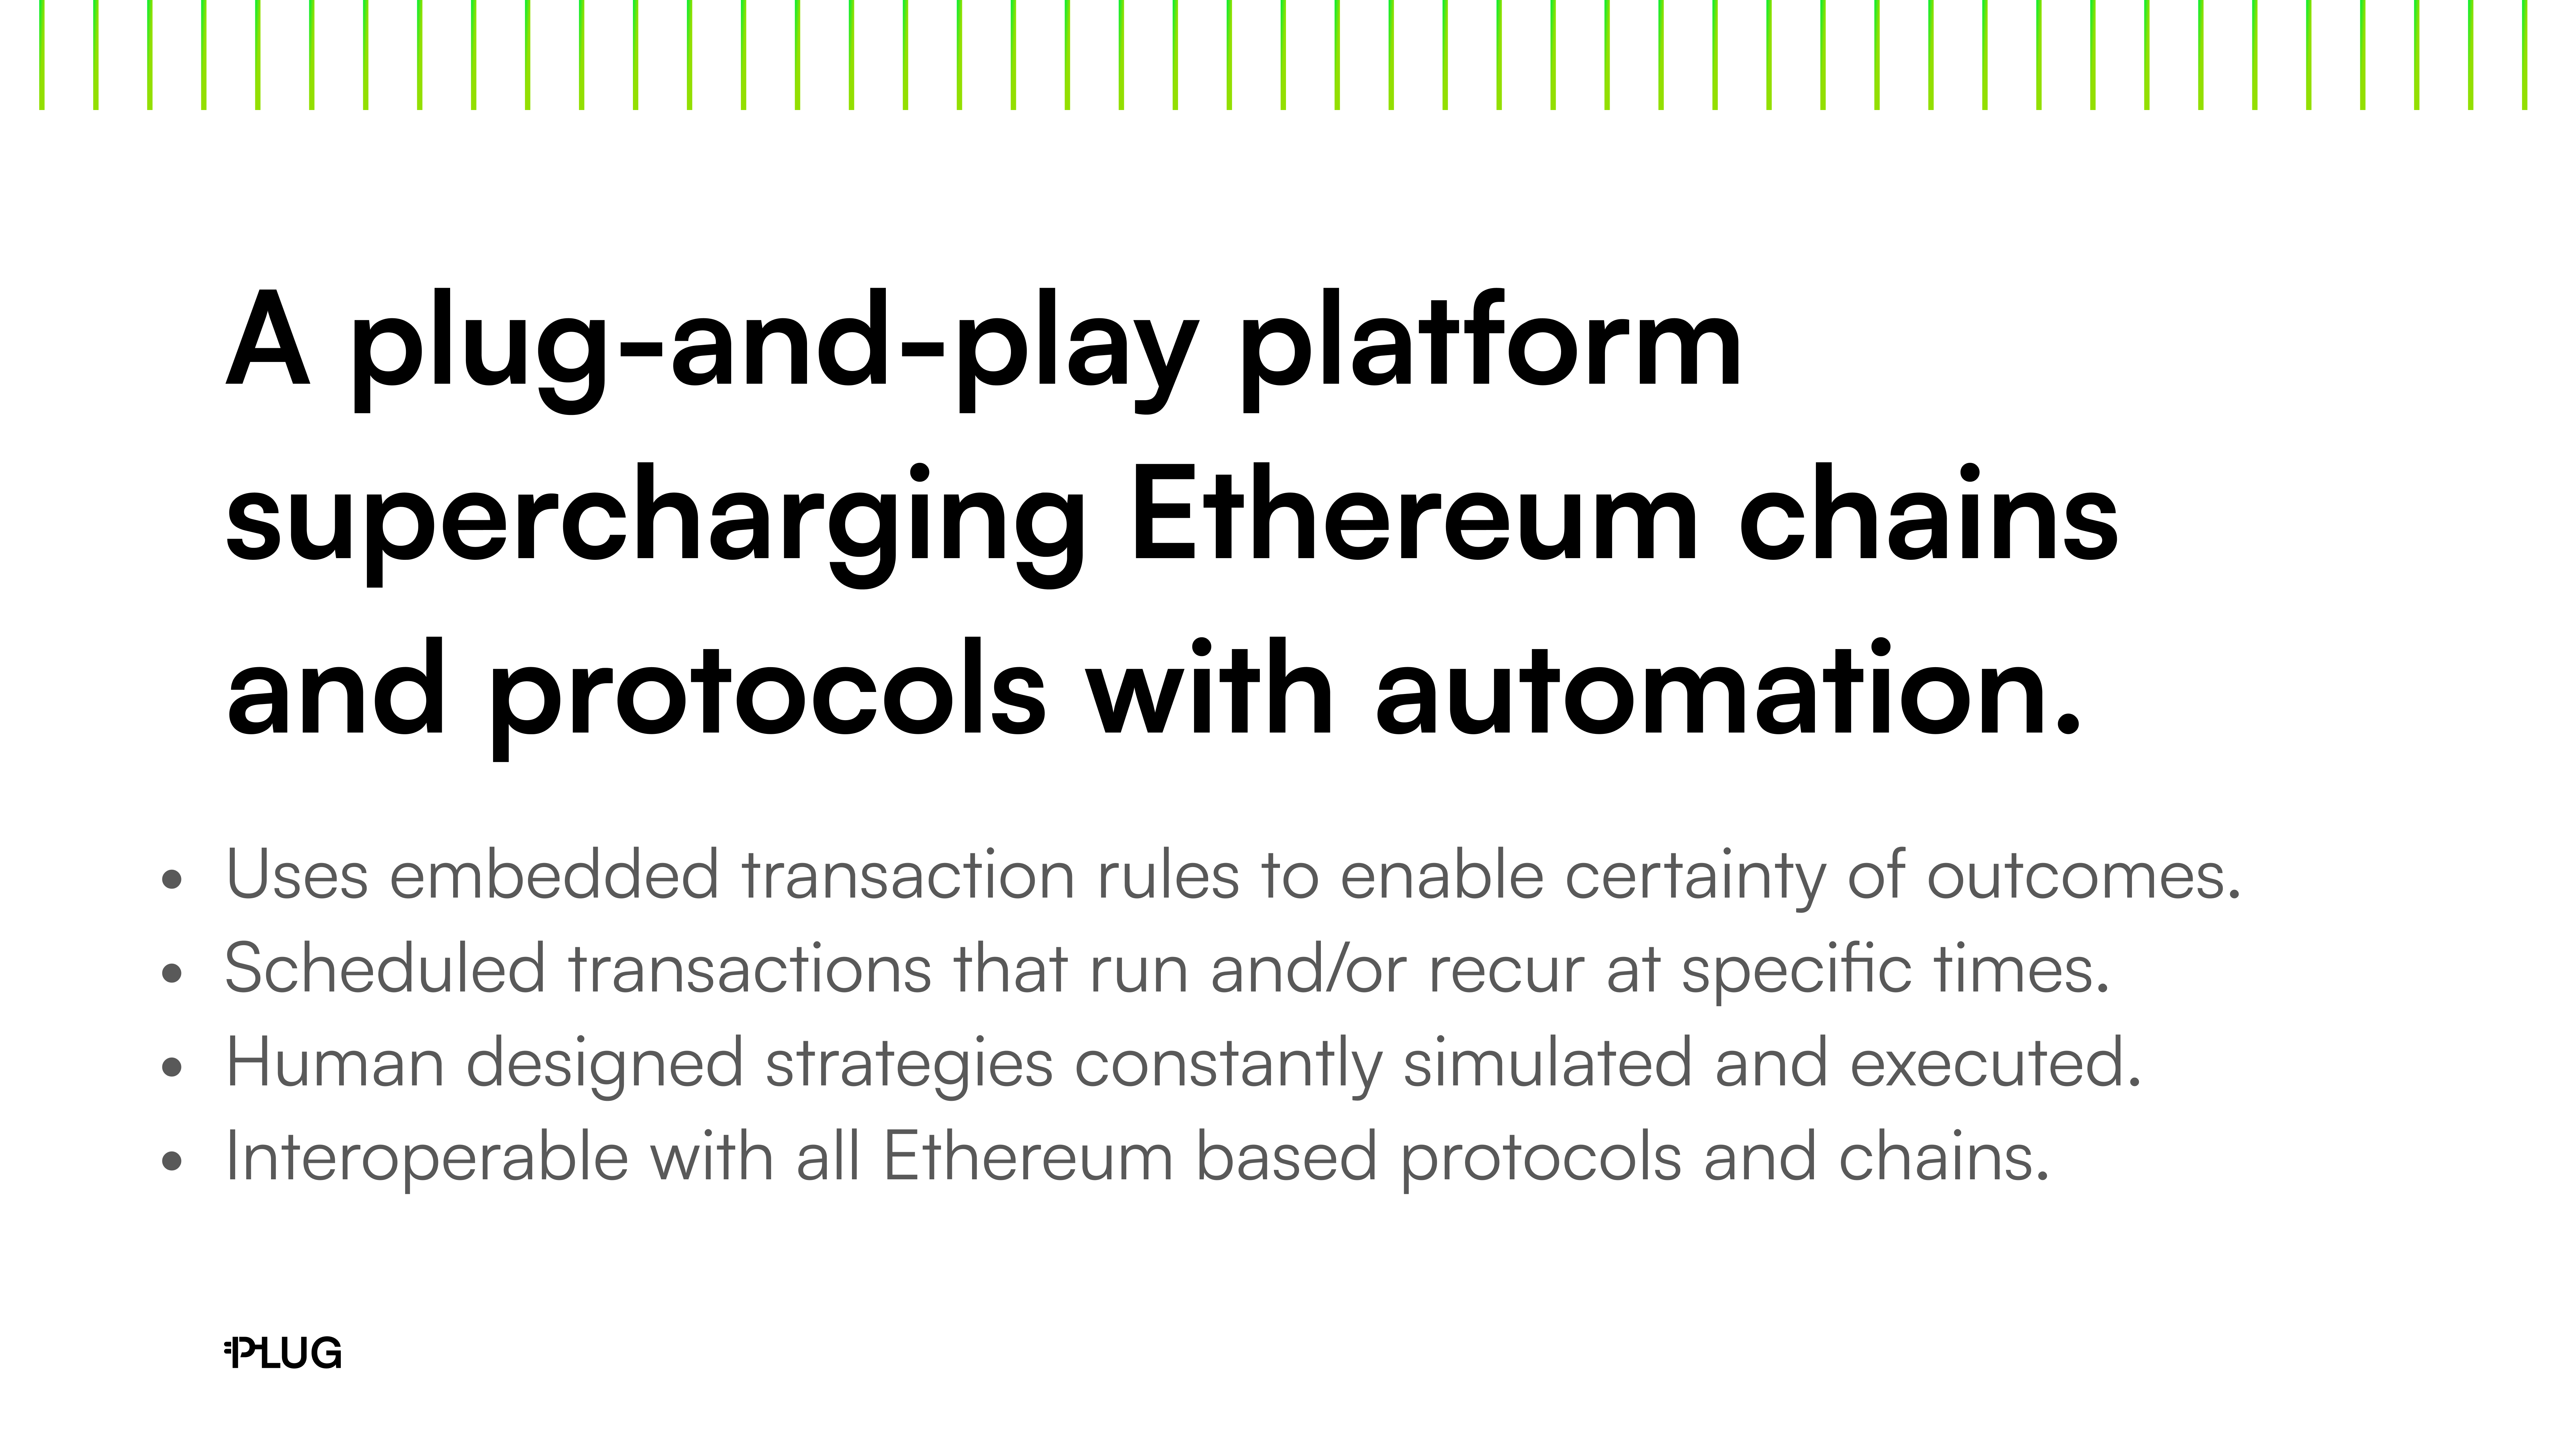 A plug-and-play platform
supercharging Ethereum chains
and protocols with automation.
• Uses embedded transaction rules to enable certainty of outcomes.
• Scheduled transactions that run and/or recur at specific times.
• Human designed strategies constantly simulated and executed.
• Interoperable with all Ethereum based protocols and chains.
PLUG